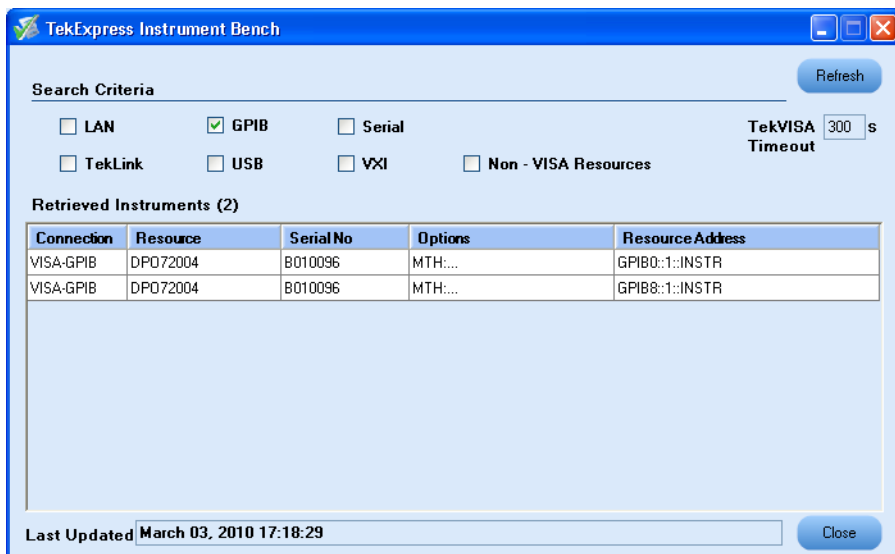 TekExpress Instrument Bench
Refresh
Search Criteria
LAN GPIB Serial TekVISA Timeout 300 s
TekLink USB VXI Non - VISA Resources
Retrieved Instruments (2)
Connection Resource Serial No Options Resource Address
VISA-GPIB DPO72004 B010096 MTH:... GPIB0::1::INSTR
VISA-GPIB DPO72004 B010096 MTH:... GPIB8::1::INSTR
Last Updated March 03, 2010 17:18:29 Close